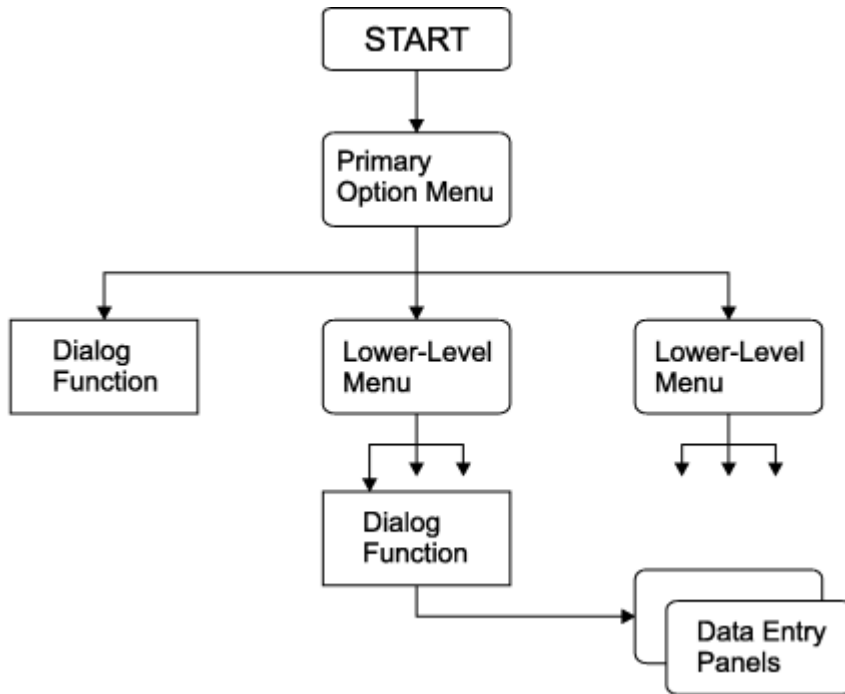 START
Primary
Option Menu
Dialog
Function
Lower-Level
Menu
Lower-Level
Menu
Dialog
Function
Data Entry
Panels